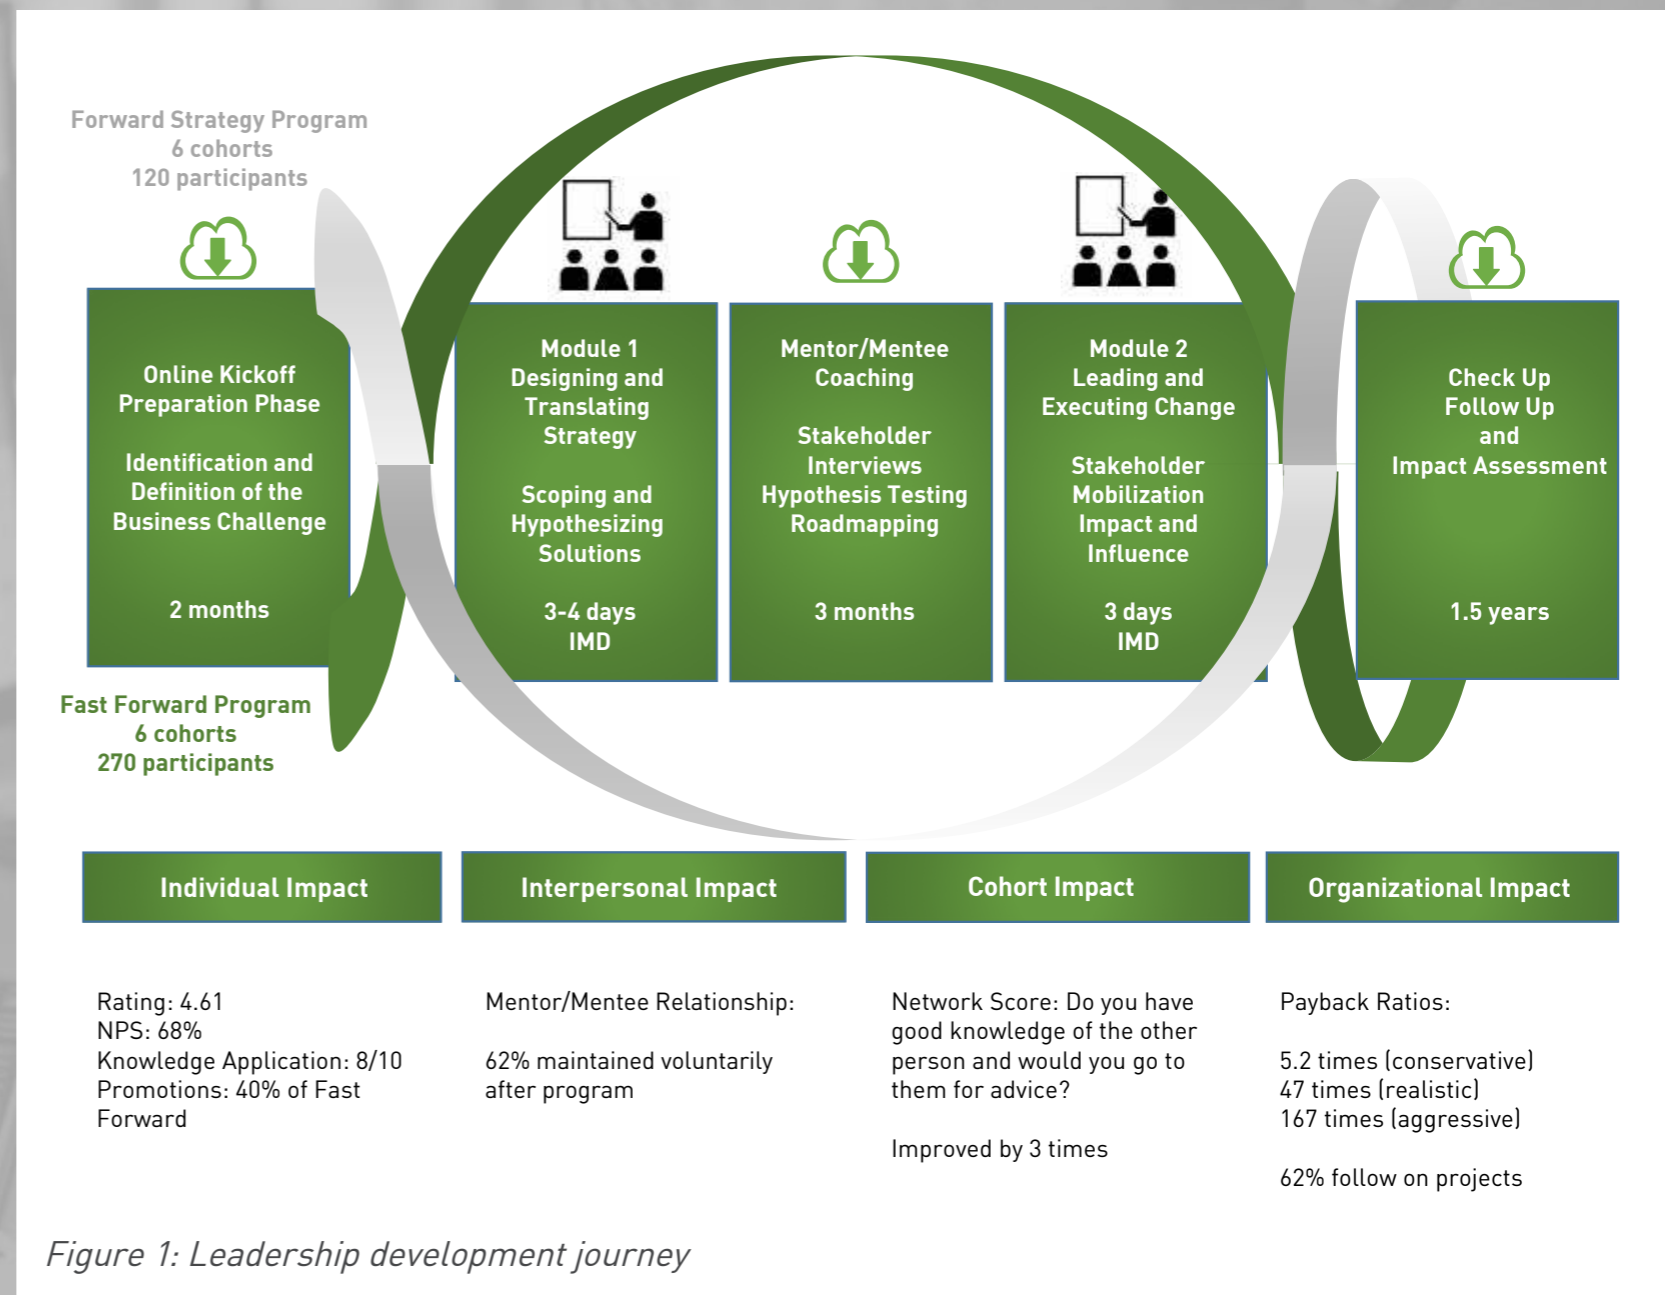 Forward Strategy Program
6 cohorts
120 participants
Online Kickoff
Preparation Phase
Identification and
Definition of the
Business Challenge
2 months
Module 1
Designing and
Translating
Strategy
Scoping and
Hypothesizing
Solutions
3-4 days
IMD
Mentor/Mentee
Coaching
Stakeholder
Interviews
Hypothesis Testing
Roadmapping
3 months
Module 2
Leading and
Executing Change
Stakeholder
Mobilization
Impact and
Influence
3 days
IMD
Check Up
Follow Up
and
Impact Assessment
1.5 years
Fast Forward Program
6 cohorts
270 participants
Individual Impact
Rating: 4.61
NPS: 68%
Knowledge Application: 8/10
Promotions: 40% of Fast
Forward
Interpersonal Impact
Mentor/Mentee Relationship:
62% maintained voluntarily
after program
Cohort Impact
Network Score: Do you have
good knowledge of the other
person and would you go to
them for advice?
Improved by 3 times
Organizational Impact
Payback Ratios:
5.2 times (conservative)
47 times (realistic)
167 times (aggressive)
62% follow on projects
Figure 1: Leadership development journey